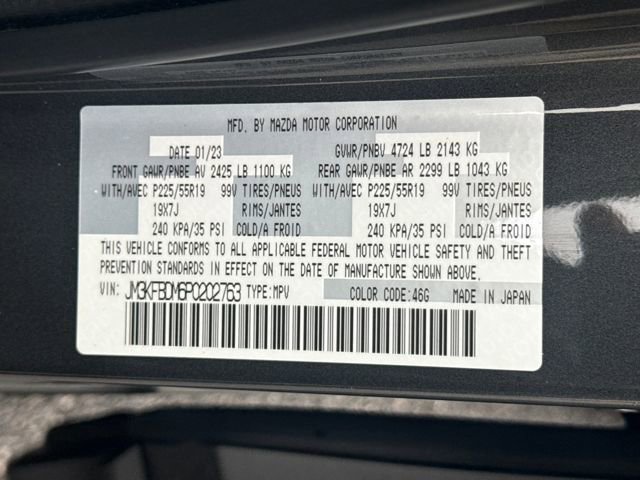 MFD. BY MAZDA MOTOR CORPORATION
DATE 01/23 GVWR/PNBV 4724 LB 2143 KG
FRONT GAWR/PNBE AV 2425 LB 1100 KG REAR GAWR/PNBE AR 2299 LB 1043 KG
WITH/AVEC P225/55R19 99V TIRES/PNEUS WITH/AVEC P225/55R19 99V TIRES/PNEUS
19X7J RIMS/JANTES 19X7J RIMS/JANTES
240 KPA/35 PSI COLD/A FROID 240 KPA/35 PSI COLD/A FROID
THIS VEHICLE CONFORMS TO ALL APPLICABLE FEDERAL MOTOR VEHICLE SAFETY AND THEFT
PREVENTION STANDARDS IN EFFECT ON THE DATE OF MANUFACTURE SHOWN ABOVE.
VIN: JM3KFBDM6P0202763 TYPE:MPV COLOR CODE:46G MADE IN JAPAN